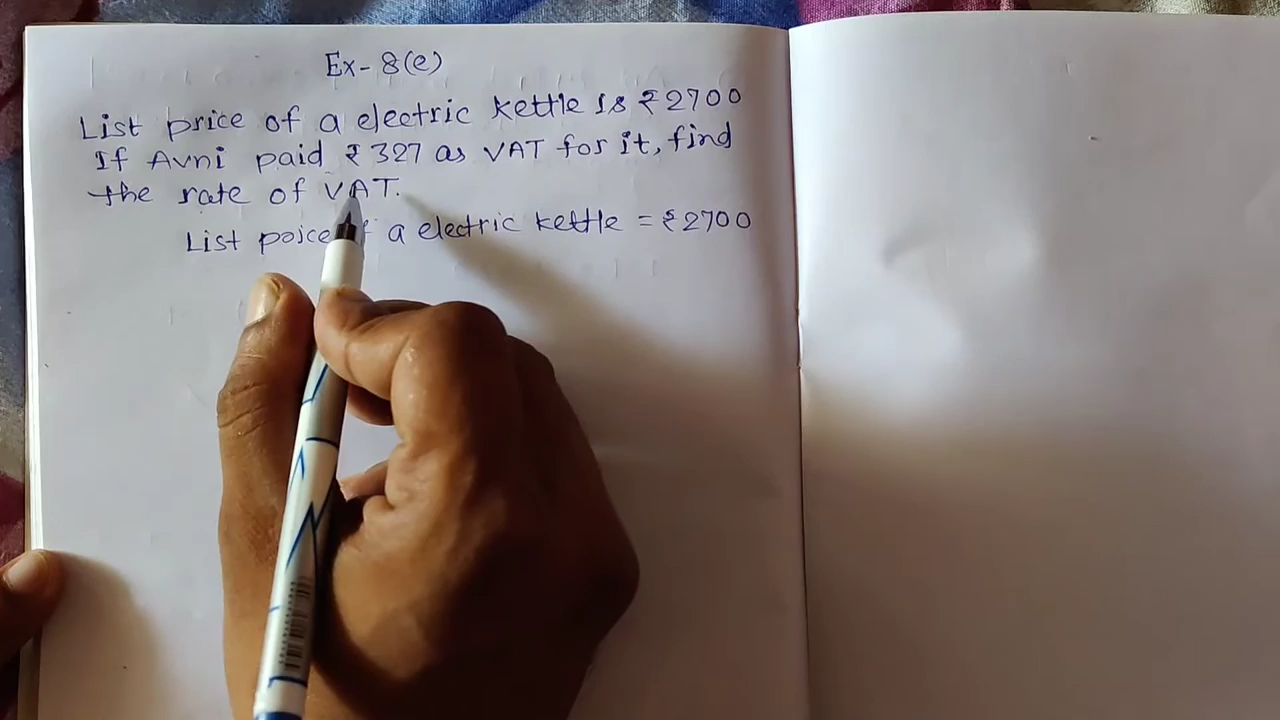 Ex- 8(e)
List price of a electric kettle is ₹2700
If Avni paid ₹327 as VAT for it, find
the rate of VAT.
List poice a electric kettle = ₹2700